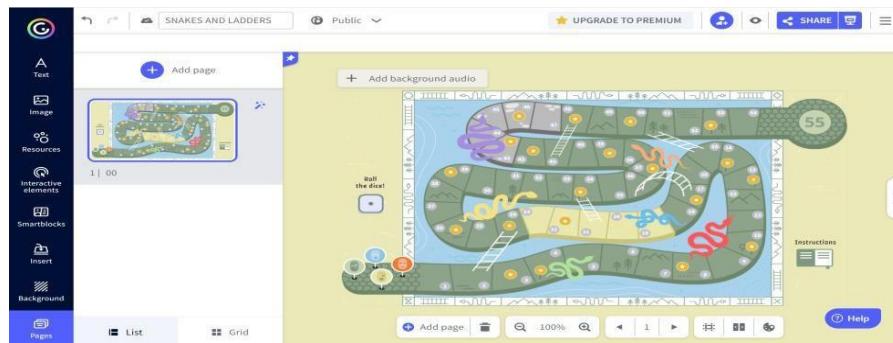 SNAKES AND LADDERS
Public
UPGRADE TO PREMIUM
SHARE
Text
Image
Resources
Interactive
elements
Smartblocks
Insert
Background
Pages
+ Add page
1 | 00
List
Grid
+ Add background audio
Roll
the dice!
55
Instructions
+ Add page
100%
1
Help